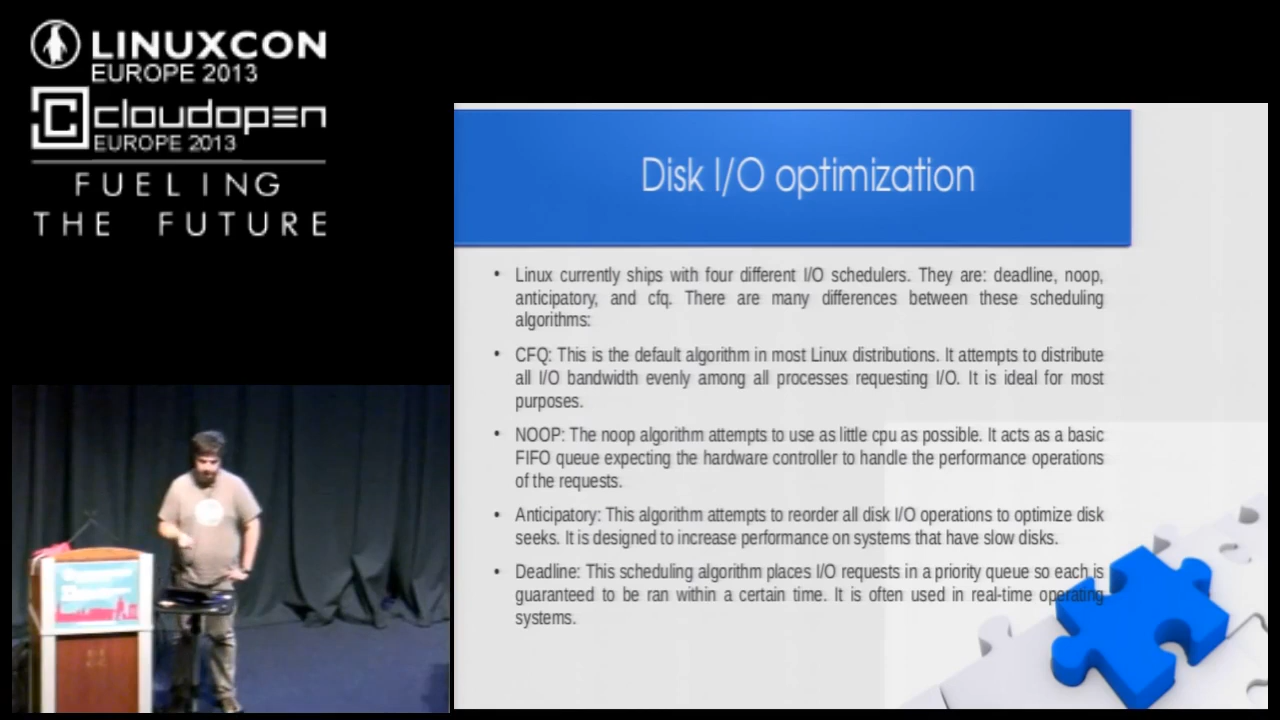 LINUXCON
EUROPE 2013
cloudopen
EUROPE 2013
FUELING
THE FUTURE
Disk I/O optimization
• Linux currently ships with four different I/O schedulers. They are: deadline, noop,
anticipatory, and cfq. There are many differences between these scheduling
algorithms:
• CFQ: This is the default algorithm in most Linux distributions. It attempts to distribute
all I/O bandwidth evenly among all processes requesting I/O. It is ideal for most
purposes.
• NOOP: The noop algorithm attempts to use as little cpu as possible. It acts as a basic
FIFO queue expecting the hardware controller to handle the performance operations
of the requests.
• Anticipatory: This algorithm attempts to reorder all disk I/O operations to optimize disk
seeks. It is designed to increase performance on systems that have slow disks.
• Deadline: This scheduling algorithm places I/O requests in a priority queue so each is
guaranteed to be ran within a certain time. It is often used in real-time operating
systems.